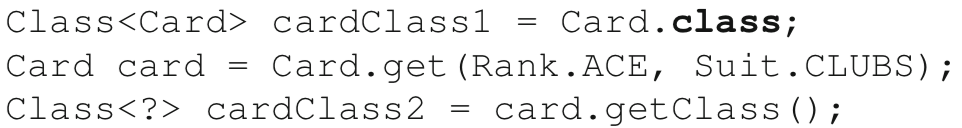 Class<Card> cardClass1 = Card.class;
Card card = Card.get(Rank.ACE, Suit.CLUBS);
Class<?> cardClass2 = card.getClass();